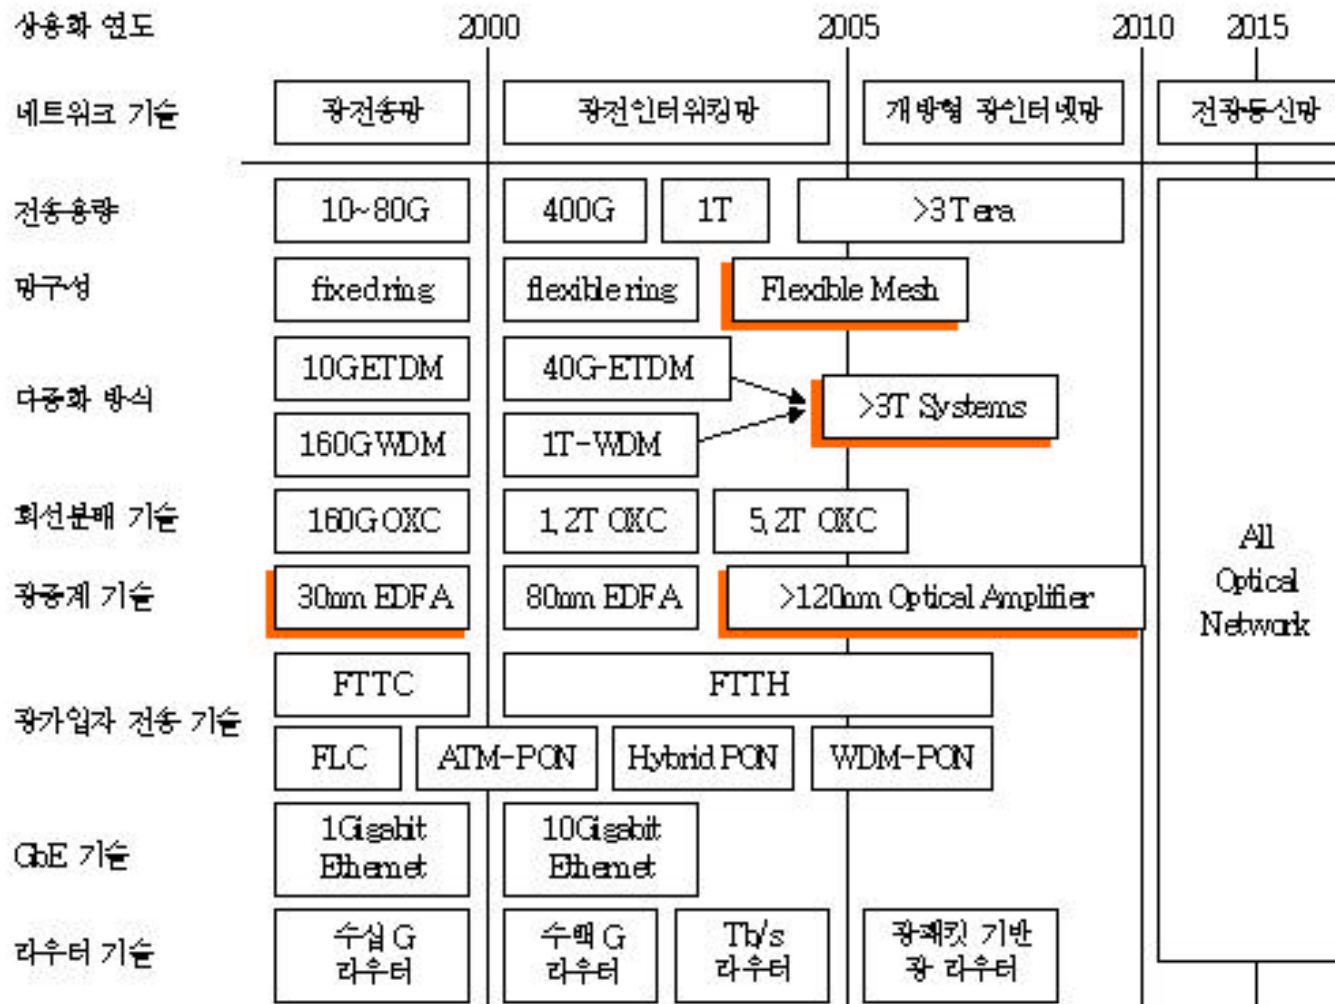 상용화 연도 2000 2005 2010 2015
네트워크 기술 광전송망 광전인터워킹망 개방형 광인터넷망 전광통신망
전송용량 10~80G 400G 1T >3Tera
망구성 fixed ring flexible ring Flexible Mesh
10GETDM 40G-ETDM
다중화 방식 >3T Systems
160GWDM 1T-WDM
회선분배 기술 160GOXC 1,2T OXC 5,2T OXC
All
Optical
Network
광중계 기술 30nm EDFA 80nm EDFA >120nm Optical Amplifier
FTTC FTTH
광가입자 전송 기술
FLC ATM-PON Hybrid PON WDM-PON
GbE 기술
1Gigabit
Ethernet
10Gigabit
Ethernet
라우터 기술
수십 G
라우터
수백 G
라우터
Tb/s
라우터
광패킷 기반
광 라우터